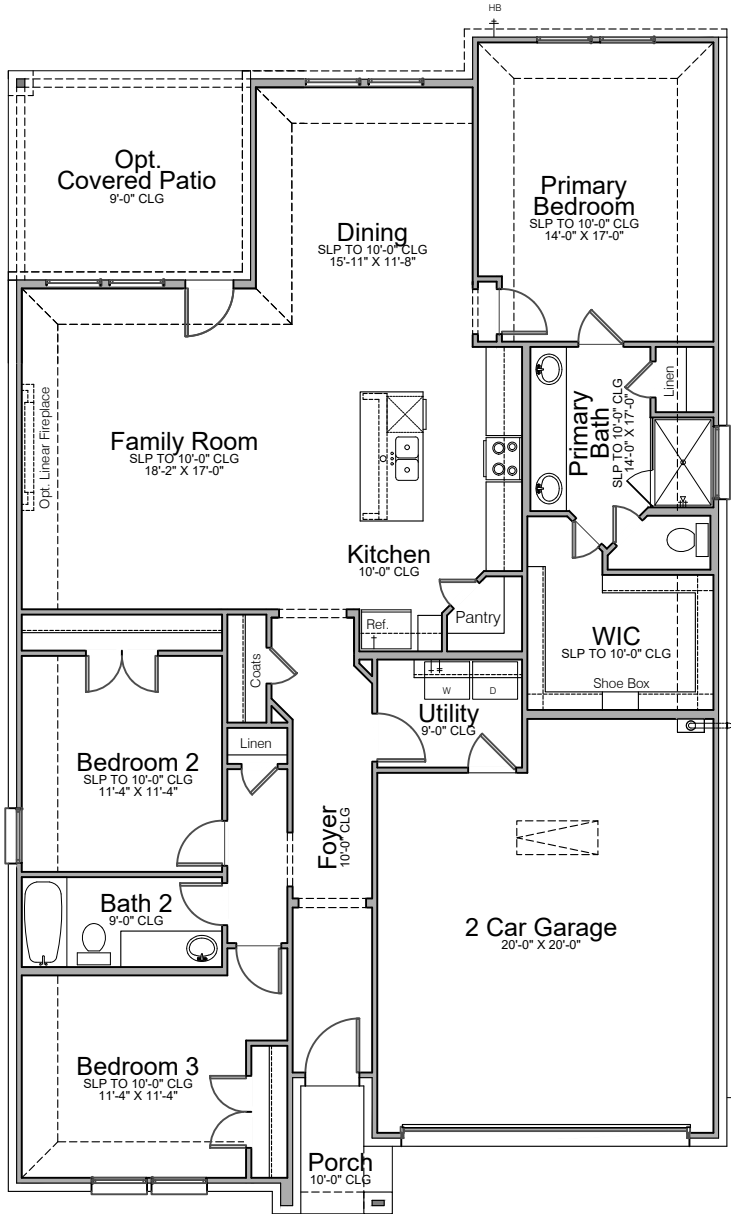 HB
Opt.
Covered Patio
9'-0" CLG
Primary
Bedroom
SLP TO 10'-0" CLG
14'-0" X 17'-0"
Dining
SLP TO 10'-0" CLG
15'-11" X 11'-8"
Opt. Linear Fireplace
Family Room
SLP TO 10'-0" CLG
18'-2" X 17'-0"
Primary
Bath
SLP TO 10'-0" CLG
14'-0" X 17'-0"
Linen
Kitchen
10'-0" CLG
Ref.
Pantry
WIC
SLP TO 10'-0" CLG
Shoe Box
Coats
W
D
Utility
9'-0" CLG
Linen
Bedroom 2
SLP TO 10'-0" CLG
11'-4" X 11'-4"
Foyer
10'-0" CLG
Bath 2
9'-0" CLG
2 Car Garage
20'-0" X 20'-0"
Bedroom 3
SLP TO 10'-0" CLG
11'-4" X 11'-4"
Porch
10'-0" CLG